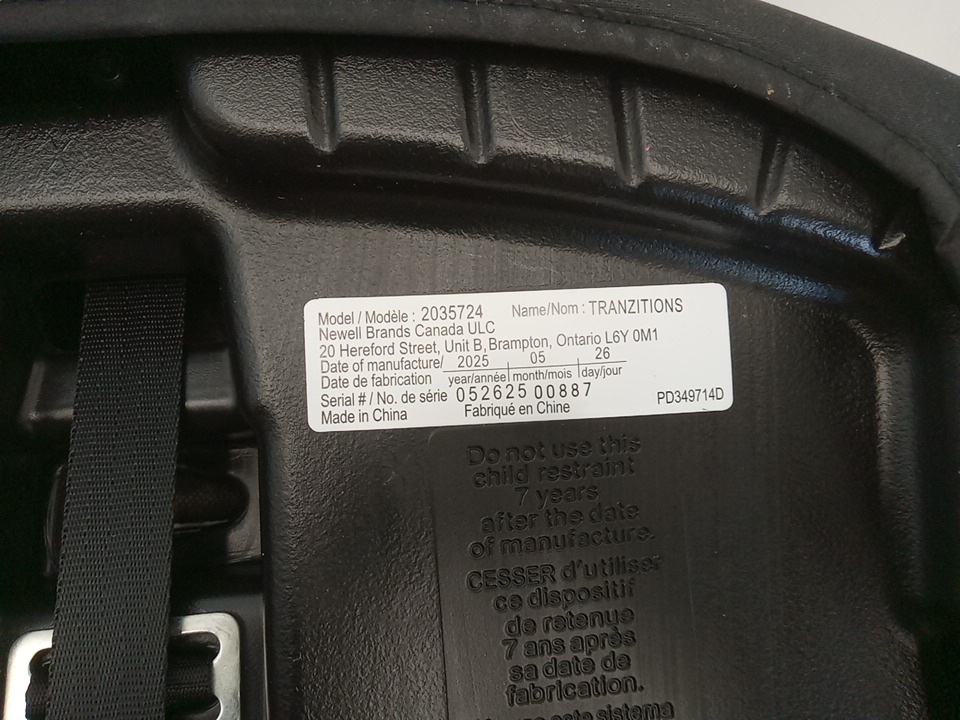 Model / Modèle : 2035724 Name/Nom : TRANZITIONS
Newell Brands Canada ULC
20 Hereford Street, Unit B, Brampton, Ontario L6Y 0M1
Date of manufacture/ 2025 | 05 | 26
Date de fabrication year/année | month/mois | day/jour
Serial # / No. de série 052625 00887
Made in China Fabriqué en Chine PD349714D
Do not use this
child restraint
7 years
after the date
of manufacture.
CESSER d'utiliser
ce dispositif
de retenue
7 ans après
sa date de
fabrication.
este sistema